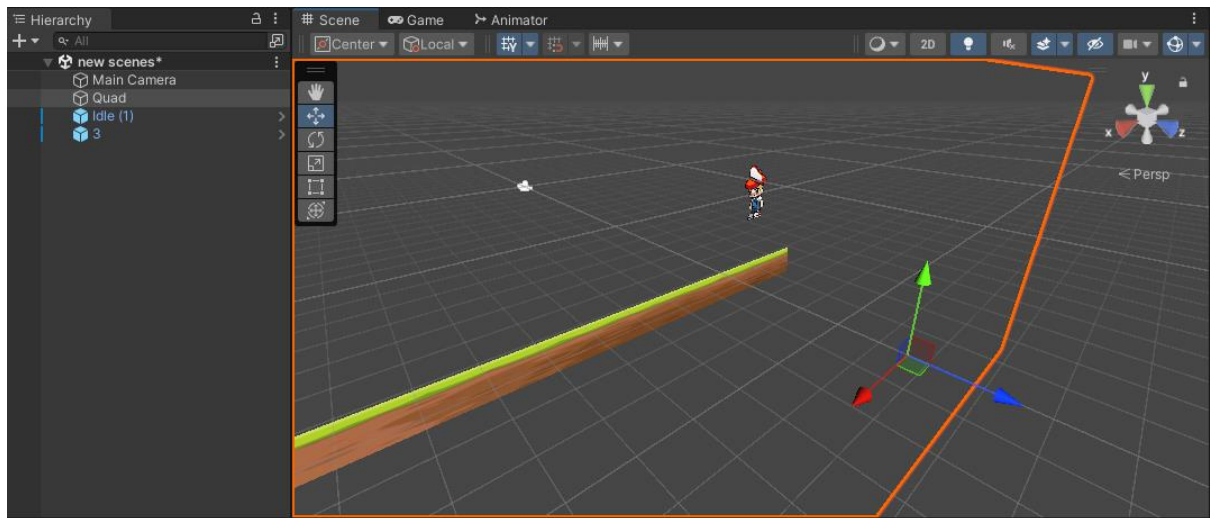 Hierarchy
# Scene Game Animator
All
Center Local 2D
new scenes*
Main Camera
Quad
Idle (1)
3
y
x
z
< Persp